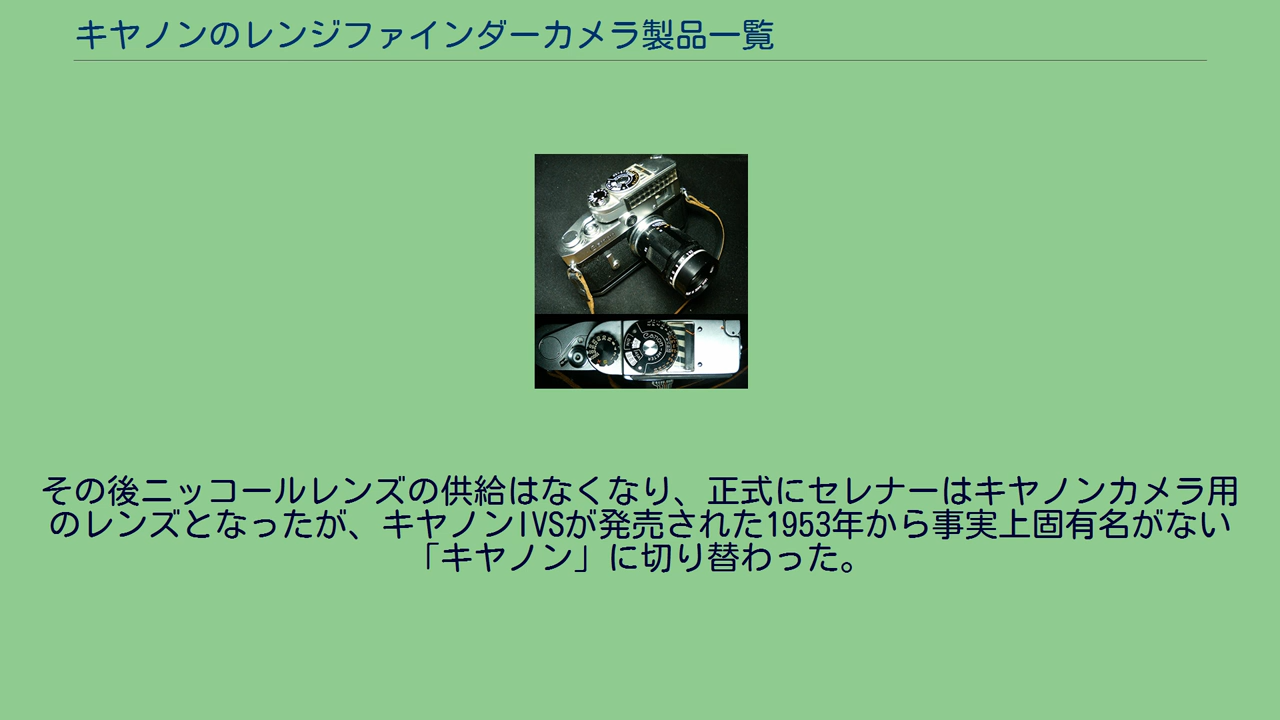 キヤノンのレンジファインダーカメラ製品一覧
その後ニッコールレンズの供給はなくなり、正式にセレナーはキヤノンカメラ用
のレンズとなったが、キヤノンIVSが発売された1953年から事実上固有名がない
「キヤノン」に切り替わった。